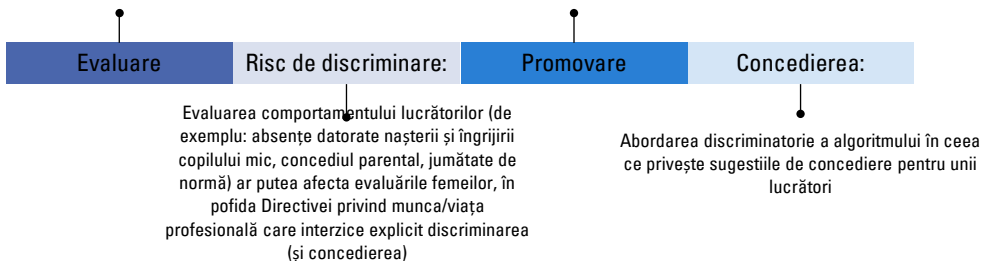 Evaluare
Risc de discriminare:
Promovare
Concedierea:
Evaluarea comportamentului lucrătorilor (de
exemplu: absențe datorate nașterii și îngrijirii
copilului mic, concediul parental, jumătate de
normă) ar putea afecta evaluările femeilor, în
pofida Directivei privind munca/viața
profesională care interzice explicit discriminarea
(și concedierea)
Abordarea discriminatorie a algoritmului în ceea
ce privește sugestiile de concediere pentru unii
lucrători